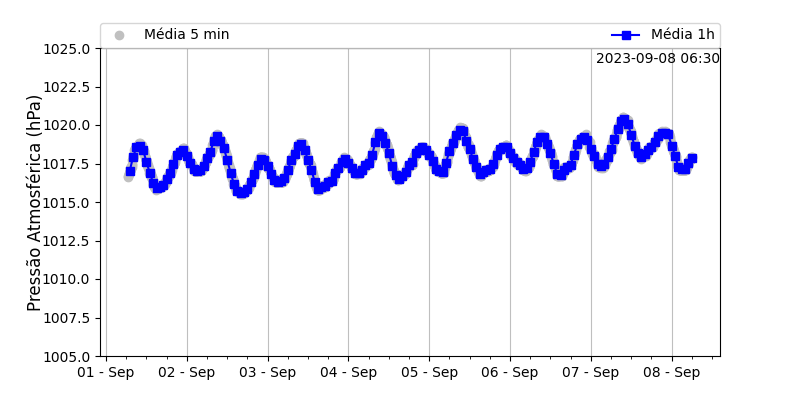 Média 5 min
Média 1h
2023-09-08 06:30
Pressão Atmosférica (hPa)
1025.0
1022.5
1020.0
1017.5
1015.0
1012.5
1010.0
1007.5
1005.0
01 - Sep
02 - Sep
03 - Sep
04 - Sep
05 - Sep
06 - Sep
07 - Sep
08 - Sep